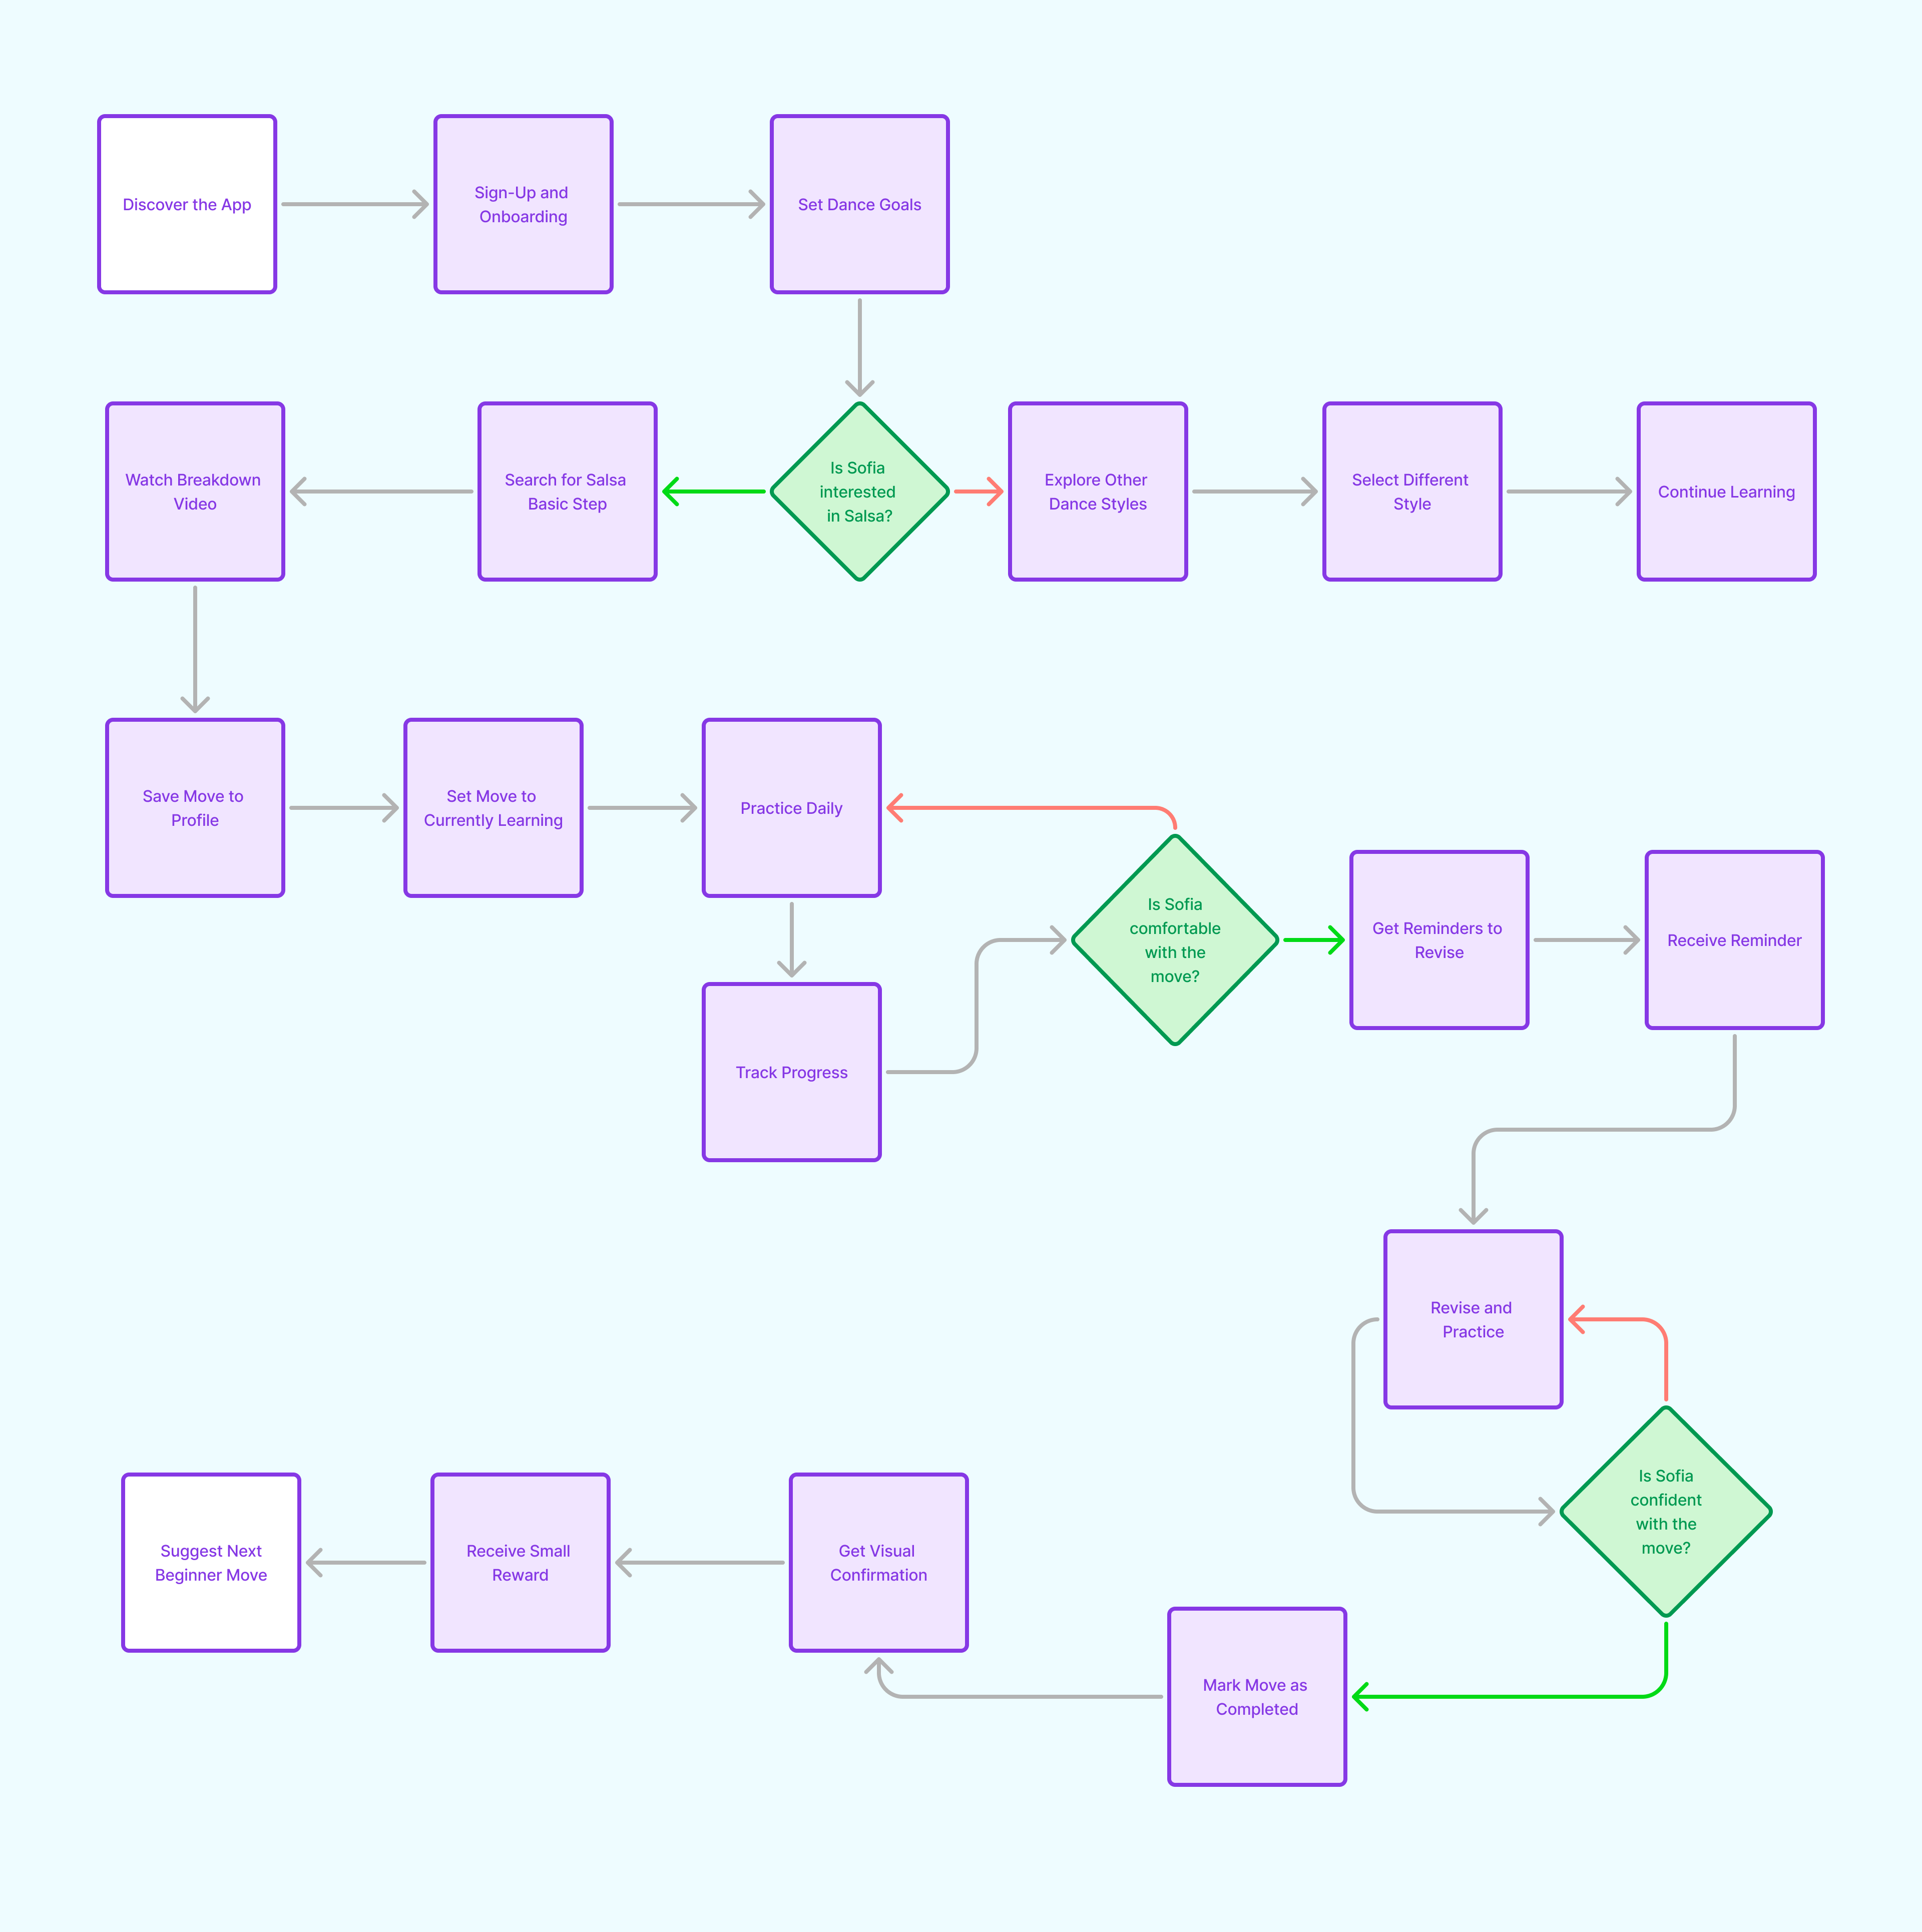 Discover the App
Sign-Up and
Onboarding
Set Dance Goals
Watch Breakdown
Video
Search for Salsa
Basic Step
Is Sofia
interested
in Salsa?
Explore Other
Dance Styles
Select Different
Style
Continue Learning
Save Move to
Profile
Set Move to
Currently Learning
Practice Daily
Is Sofia
comfortable
with the
move?
Get Reminders to
Revise
Receive Reminder
Track Progress
Revise and
Practice
Is Sofia
confident
with the
move?
Suggest Next
Beginner Move
Receive Small
Reward
Get Visual
Confirmation
Mark Move as
Completed